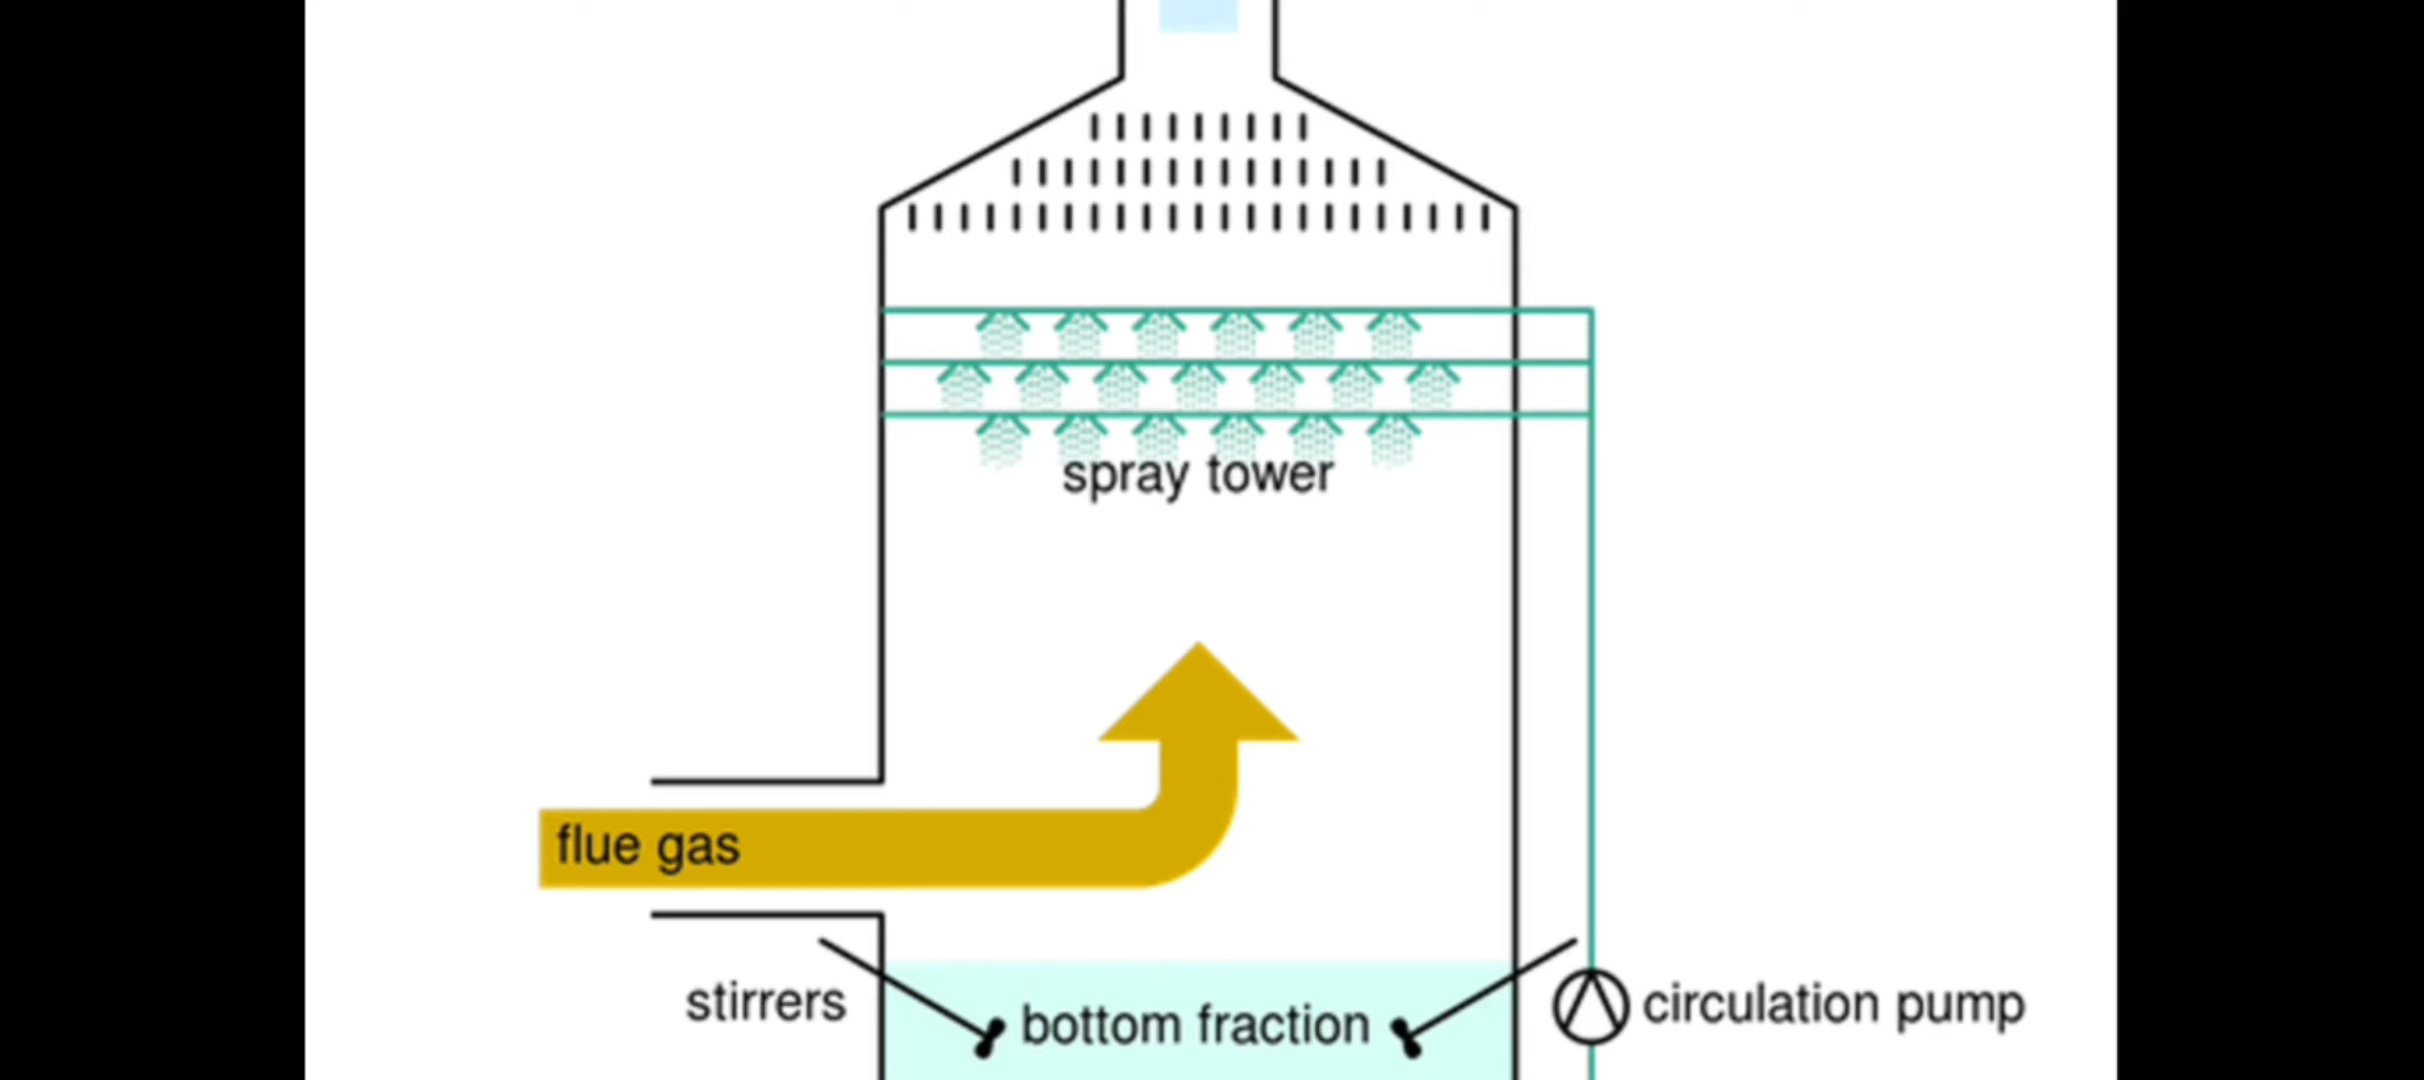 spray tower
flue gas
stirrers
bottom fraction
circulation pump